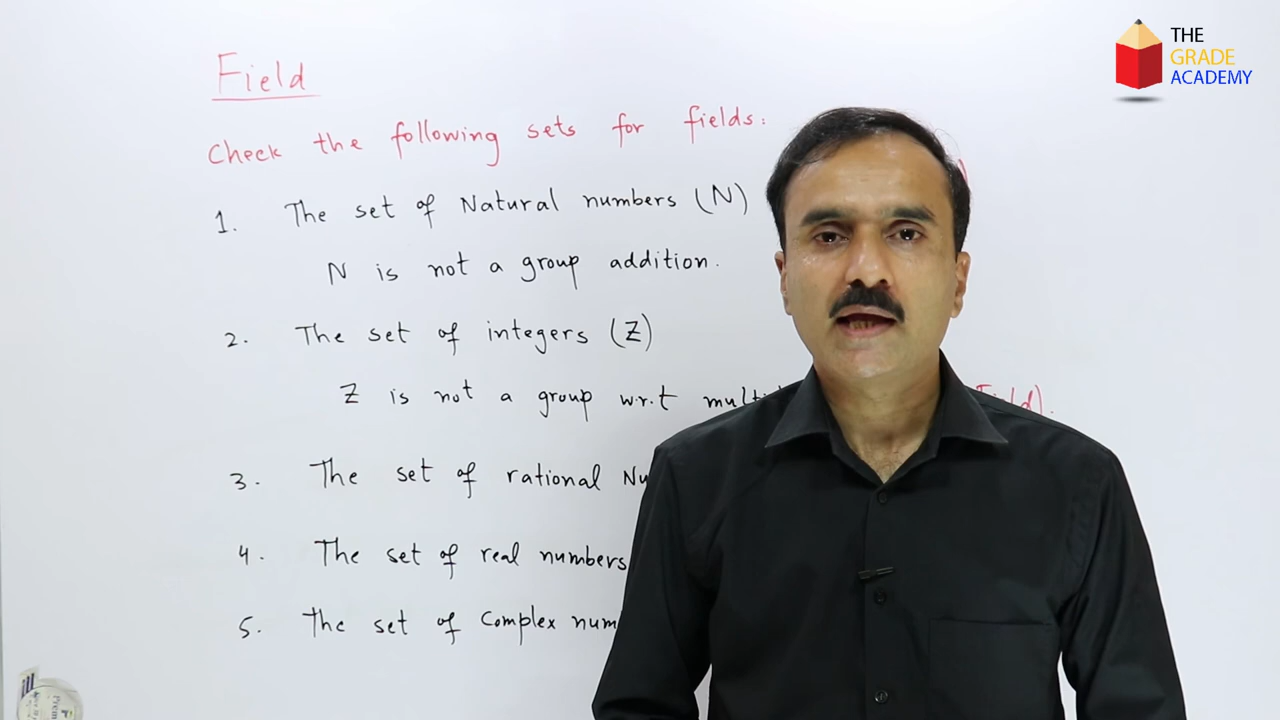 THE
GRADE
ACADEMY
Field
Check the following sets for fields:
1. The set of Natural numbers (N)
N is not a group addition.
2. The set of integers (Z)
Z is not a group w.r.t
3. The set of rational
4. The set of real numbers
5. The set of Complex